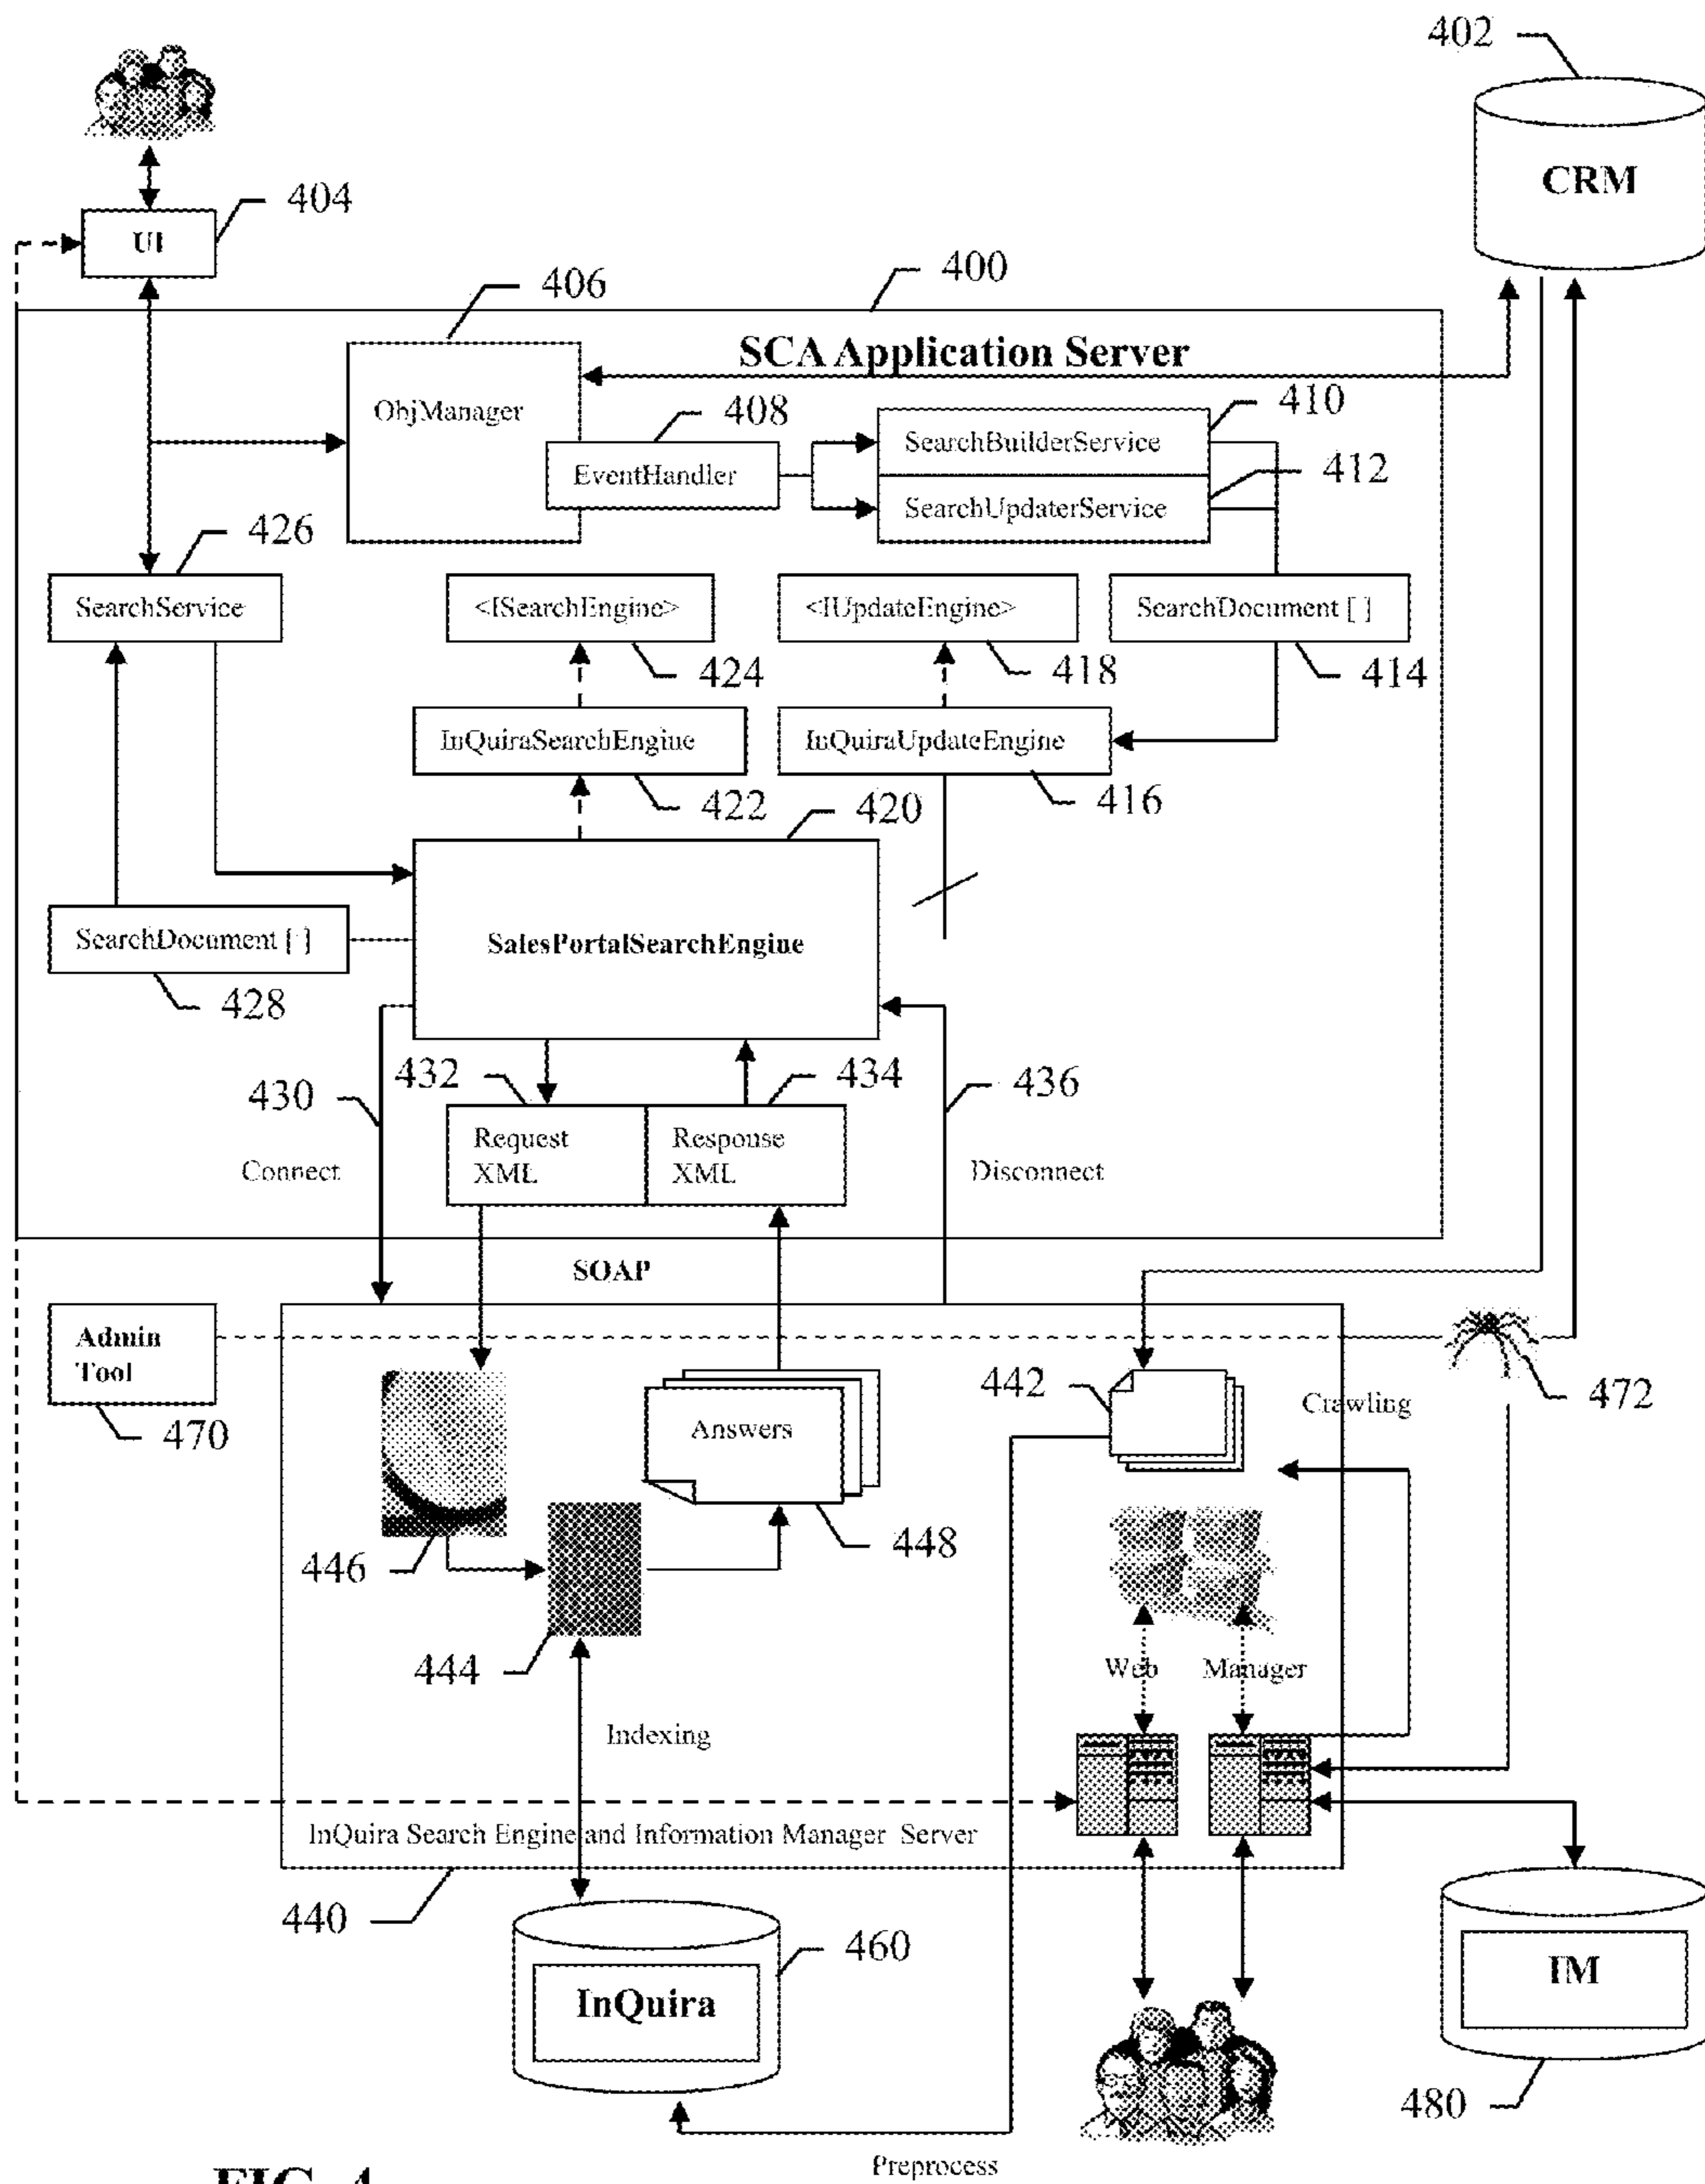 402
CRM
404
UI
406
400
SCA Application Server
ObjManager
408
EventHandler
410
SearchBuilderService
412
SearchUpdaterService
426
SearchService
<ISearchEngine>
424
<IUpdateEngine>
418
SearchDocument [ ]
414
InQuiraSearchEngine
422
InQuiraUpdateEngine
416
420
SalesPortalSearchEngine
SearchDocument [ ]
428
430
Connect
432
Request
XML
434
Response
XML
436
Disconnect
SOAP
Admin
Tool
470
442
Crawling
472
Answers
446
448
444
Web
Manager
Indexing
InQuira Search Engine and Information Manager Server
440
460
InQuira
IM
480
Preprocess
FIG. 4